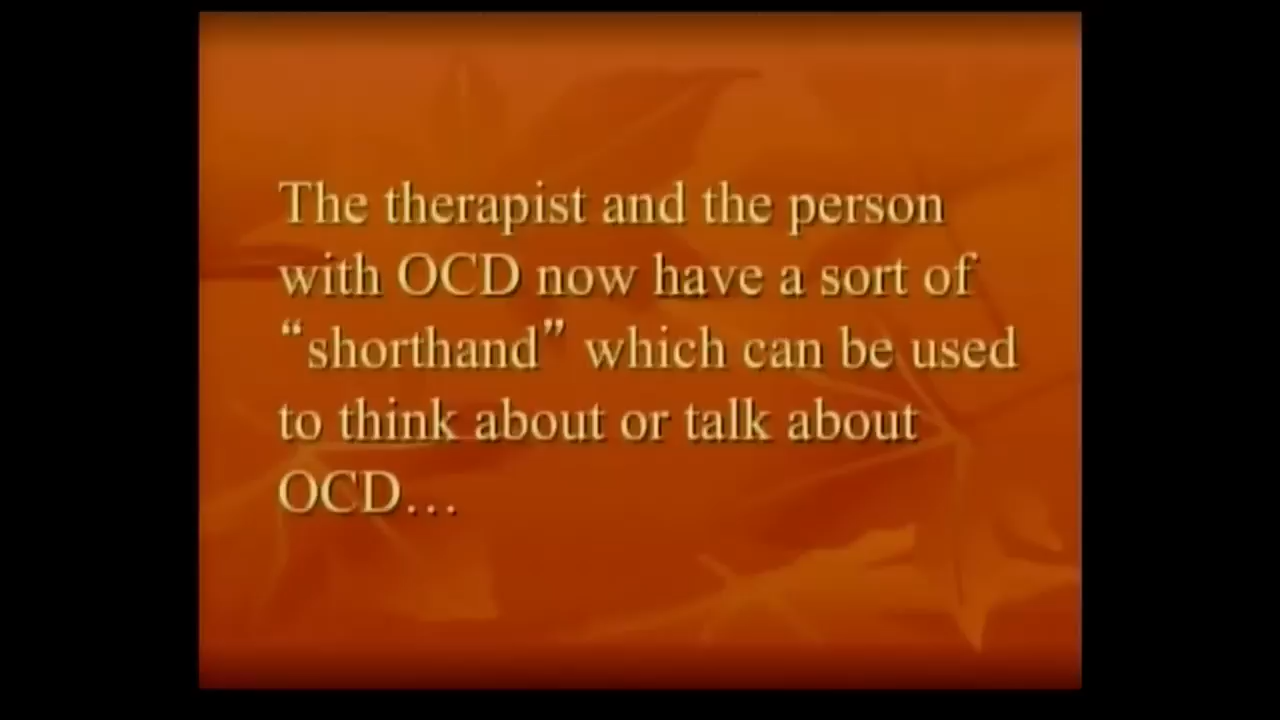 The therapist and the person
with OCD now have a sort of
“shorthand” which can be used
to think about or talk about
OCD…